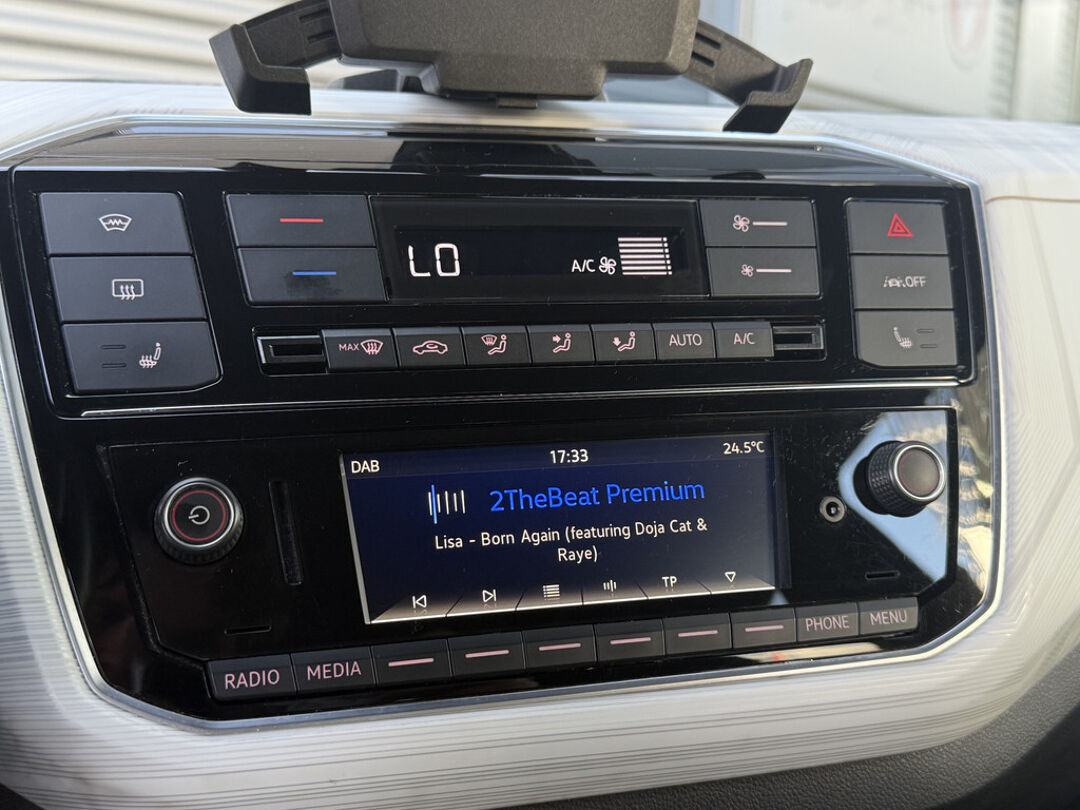 LO
A/C
OFF
MAX
AUTO
A/C
DAB
17:33
24.5°C
2TheBeat Premium
Lisa - Born Again (featuring Doja Cat &
Raye)
TP
RADIO
MEDIA
PHONE
MENU